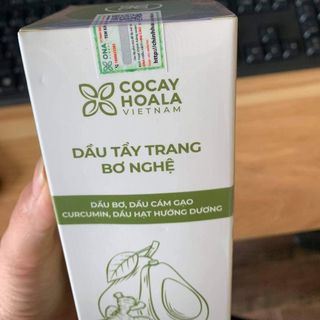 COCAY
HOALA
VIETNAM
DẦU TẨY TRANG
BƠ NGHỆ
DẦU BƠ, DẦU CÁM GẠO
CURCUMIN, DẦU HẠT HƯỚNG DƯƠNG